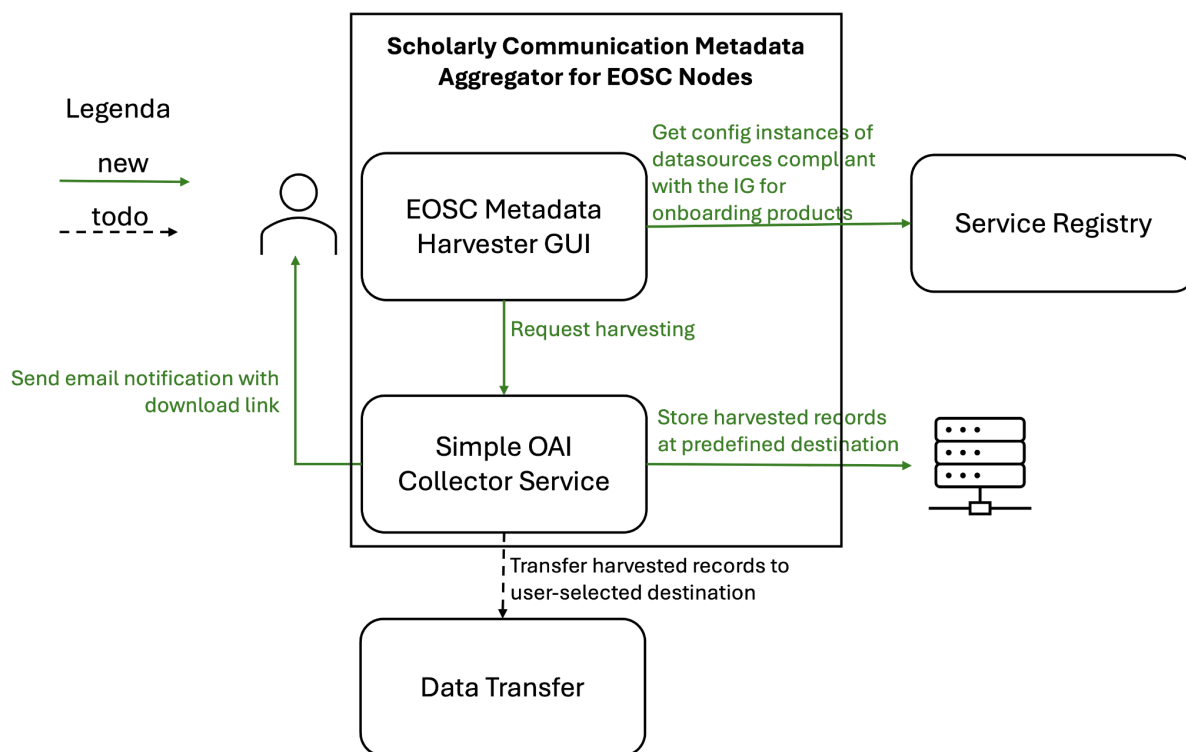 Scholarly Communication Metadata
Aggregator for EOSC Nodes
Legenda
new
todo
Get config instances of
datasources compliant
with the IG for
onboarding products
EOSC Metadata
Harvester GUI
Service Registry
Request harvesting
Send email notification with
download link
Store harvested records
at predefined destination
Simple OAI
Collector Service
Transfer harvested records to
user-selected destination
Data Transfer